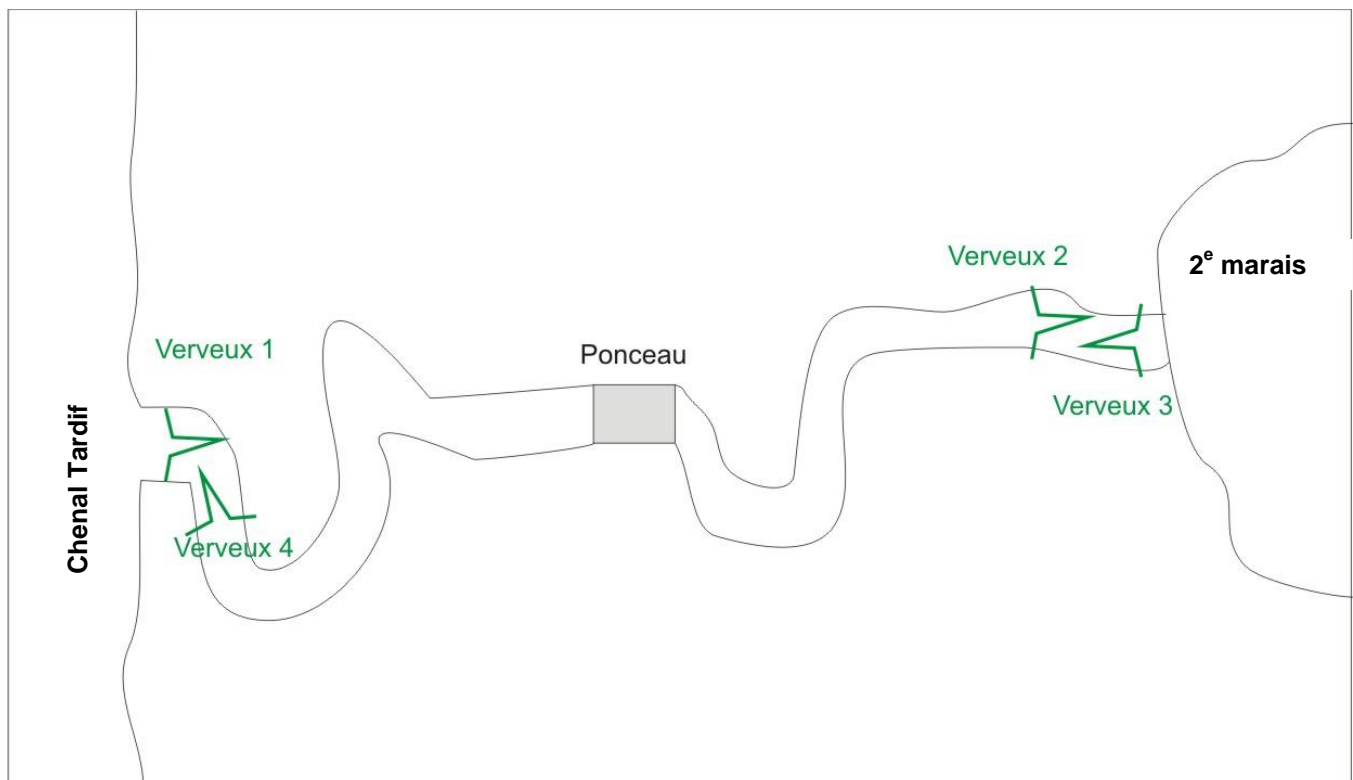 Verveux 2
2e marais
Verveux 1
Ponceau
Verveux 3
Chenal Tardif
Verveux 4